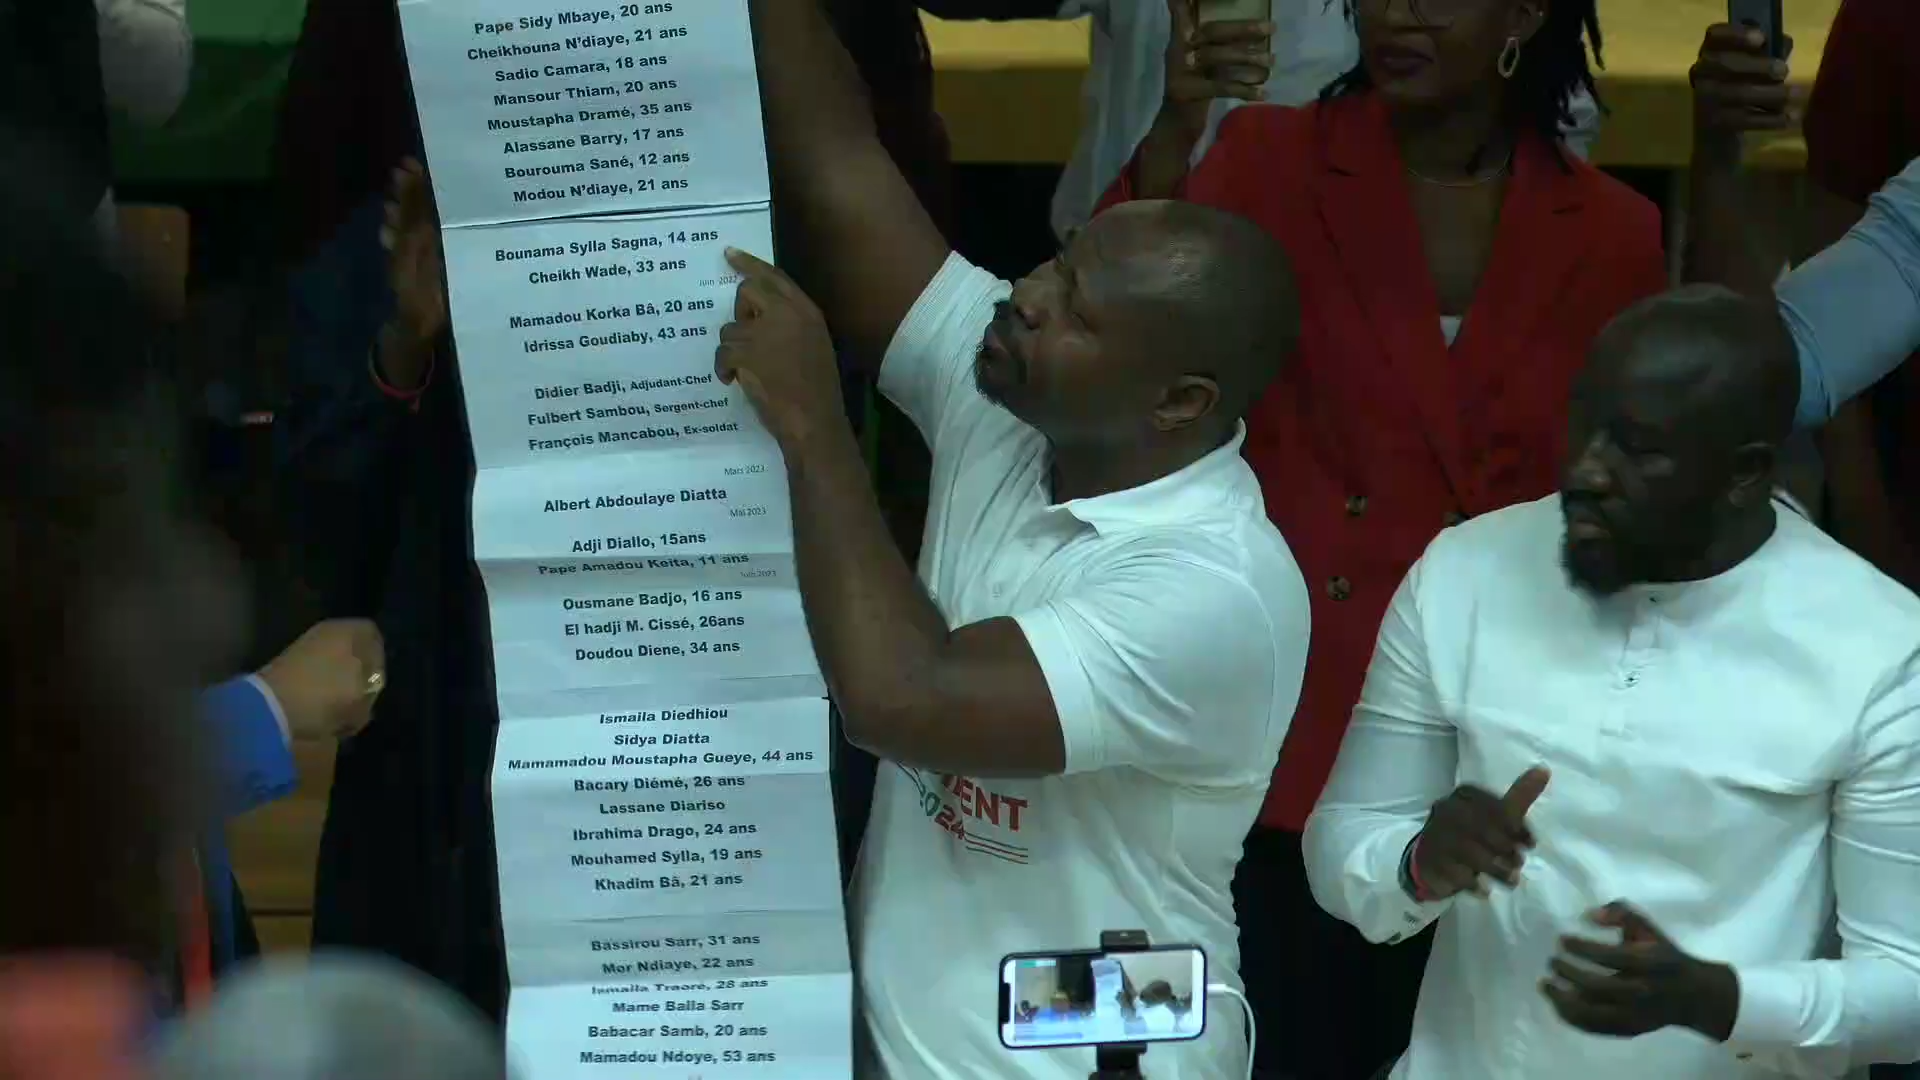 Pape Sidy Mbaye, 20 ans
Cheikhouna N'diaye, 21 ans
Sadio Camara, 18 ans
Mansour Thiam, 20 ans
Moustapha Dramé, 35 ans
Alassane Barry, 17 ans
Bourouma Sané, 12 ans
Modou N'diaye, 21 ans
Bounama Sylla Sagna, 14 ans
Cheikh Wade, 33 ans
Juin 2022
Mamadou Korka Bâ, 20 ans
Idrissa Goudiaby, 43 ans
Didier Badji, Adjudant-Chef
Fulbert Sambou, Sergent-chef
François Mancabou, Ex-soldat
Mars 2023
Albert Abdoulaye Diatta
Mai 2023
Adji Diallo, 15ans
Pape Amadou Keita, 11 ans
Juin 2023
Ousmane Badjo, 16 ans
El hadji M. Cissé, 26ans
Doudou Diene, 34 ans
Ismaila Diedhiou
Sidya Diatta
Mamamadou Moustapha Gueye, 44 ans
Bacary Diémé, 26 ans
Lassane Diariso
Ibrahima Drago, 24 ans
Mouhamed Sylla, 19 ans
Khadim Bâ, 21 ans
Bassirou Sarr, 31 ans
Mor Ndiaye, 22 ans
Ismaila Traoré, 28 ans
Mame Balla Sarr
Babacar Samb, 20 ans
Mamadou Ndoye, 53 ans
ENT
2024